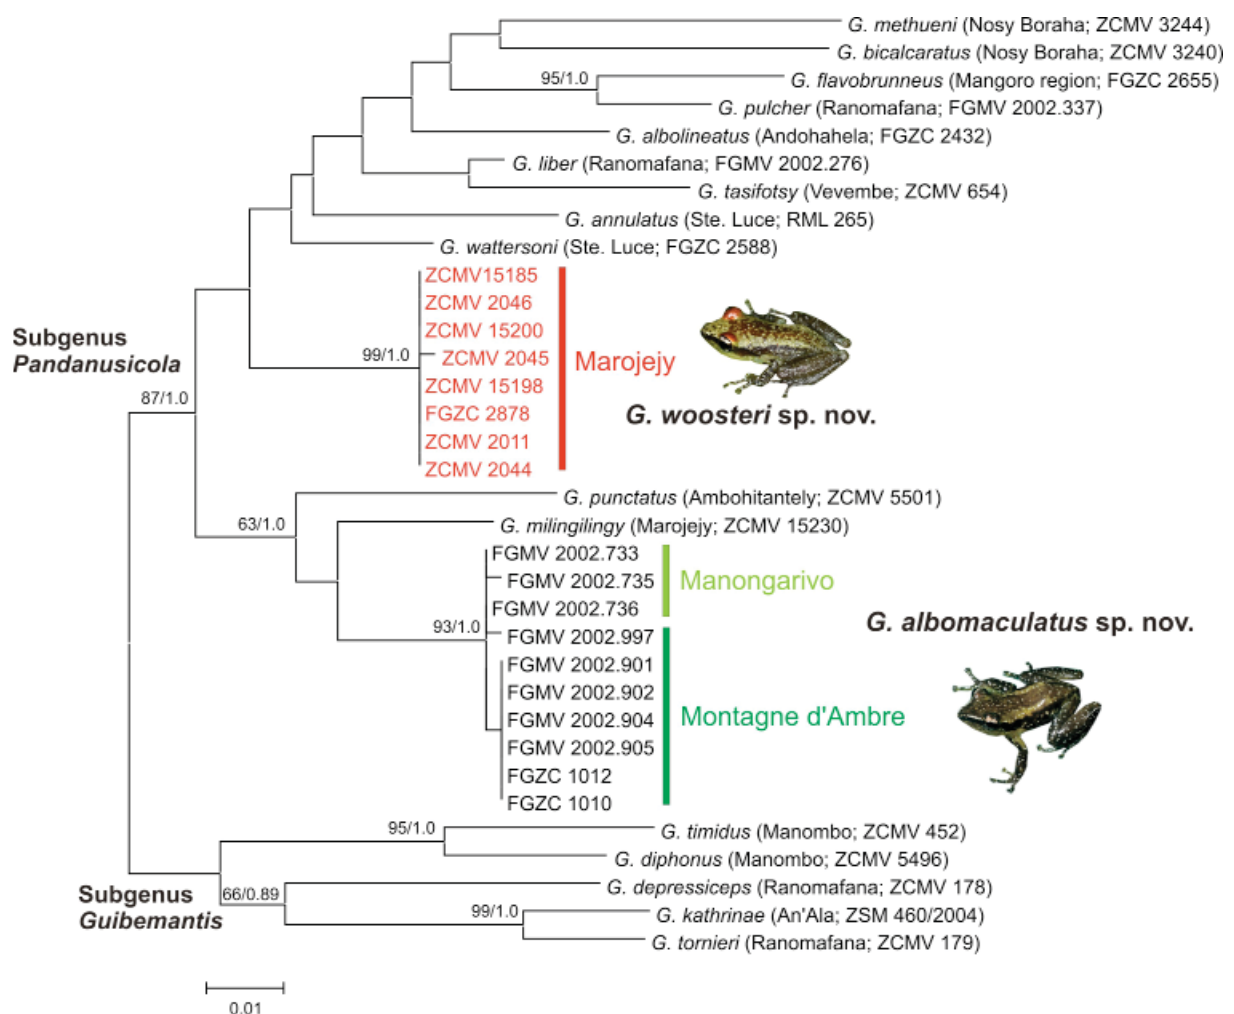 G. methueni (Nosy Boraha; ZCMV 3244)
G. bicalcaratus (Nosy Boraha; ZCMV 3240)
95/1.0
G. flavobrunneus (Mangoro region; FGZC 2655)
G. pulcher (Ranomafana; FGMV 2002.337)
G. albolineatus (Andohahela; FGZC 2432)
G. liber (Ranomafana; FGMV 2002.276)
G. tasifotsy (Vevembe; ZCMV 654)
G. annulatus (Ste. Luce; RML 265)
G. wattersoni (Ste. Luce; FGZC 2588)
ZCMV15185
ZCMV 2046
ZCMV 15200
99/1.0
ZCMV 2045
ZCMV 15198
FGZC 2878
ZCMV 2011
ZCMV 2044
Marojejy
G. woosteri sp. nov.
Subgenus
Pandanusicola
87/1.0
63/1.0
G. punctatus (Ambohitantely; ZCMV 5501)
G. milingilingy (Marojejy; ZCMV 15230)
FGMV 2002.733
FGMV 2002.735
FGMV 2002.736
Manongarivo
93/1.0
FGMV 2002.997
FGMV 2002.901
FGMV 2002.902
FGMV 2002.904
FGMV 2002.905
FGZC 1012
FGZC 1010
Montagne d'Ambre
G. albomaculatus sp. nov.
95/1.0
G. timidus (Manombo; ZCMV 452)
G. diphonus (Manombo; ZCMV 5496)
Subgenus
Guibemantis
66/0.89
G. depressiceps (Ranomafana; ZCMV 178)
99/1.0
G. kathrinae (An'Ala; ZSM 460/2004)
G. tornieri (Ranomafana; ZCMV 179)
0.01